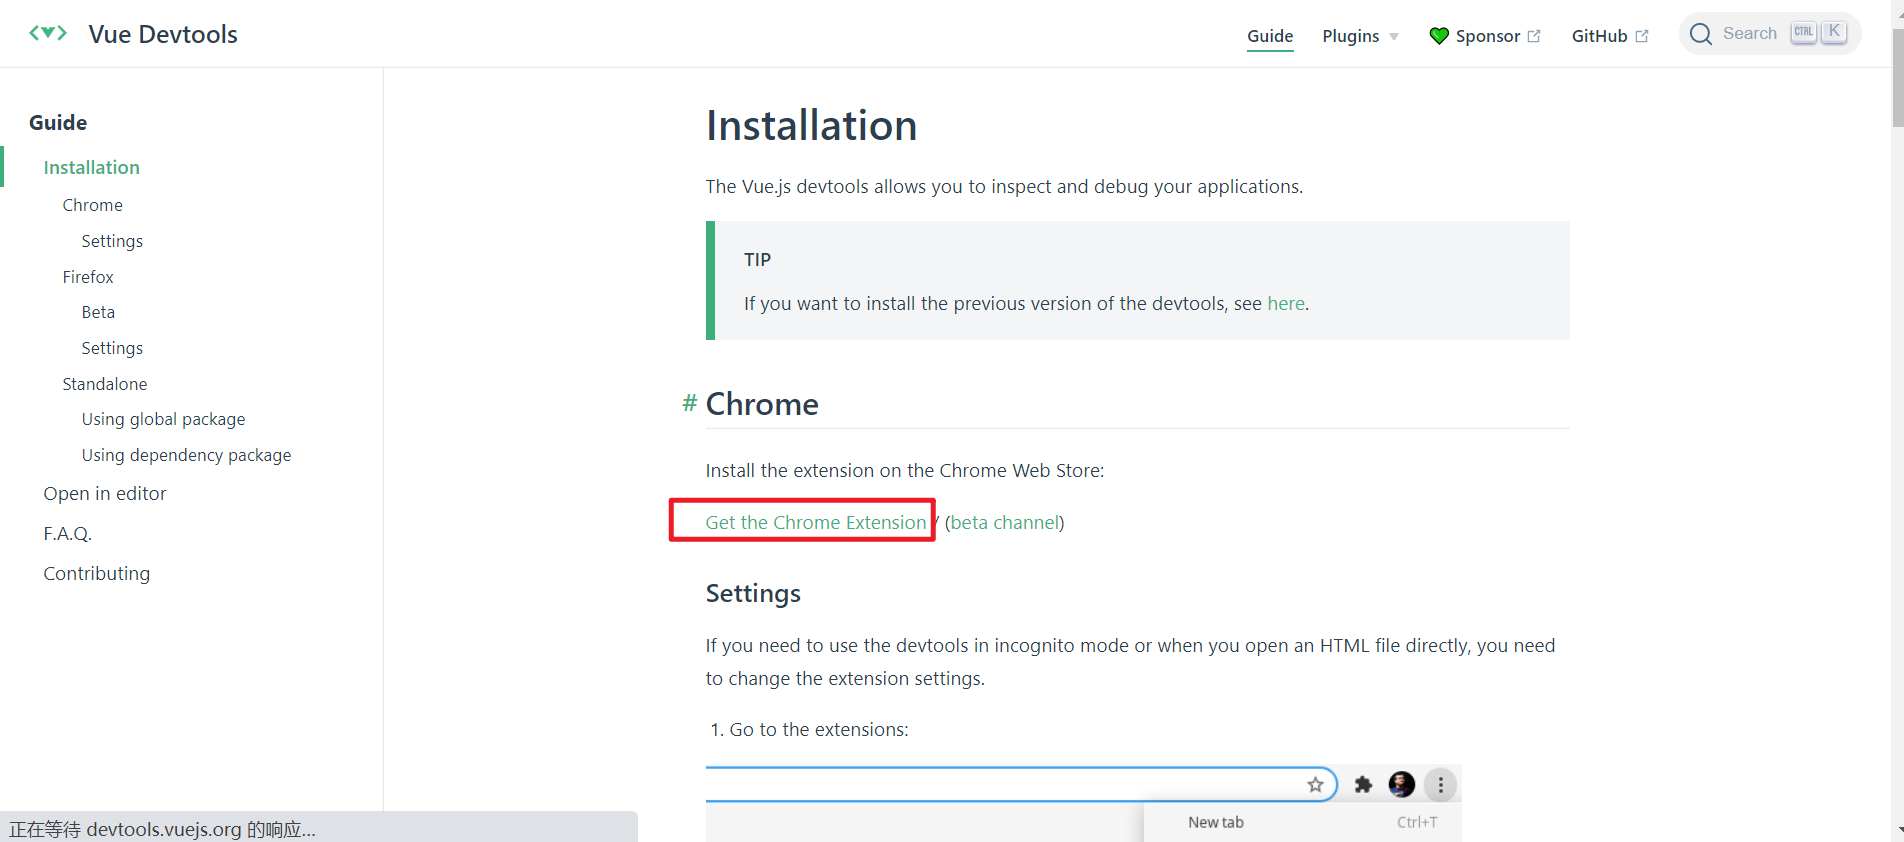 Vue Devtools
Guide Plugins Sponsor GitHub Search CTRL K
Guide
Installation
Chrome
Settings
Firefox
Beta
Settings
Standalone
Using global package
Using dependency package
Open in editor
F.A.Q.
Contributing
Installation
The Vue.js devtools allows you to inspect and debug your applications.
TIP
If you want to install the previous version of the devtools, see here.
# Chrome
Install the extension on the Chrome Web Store:
Get the Chrome Extension / (beta channel)
Settings
If you need to use the devtools in incognito mode or when you open an HTML file directly, you need
to change the extension settings.
1. Go to the extensions:
New tab Ctrl+T
正在等待 devtools.vuejs.org 的响应...